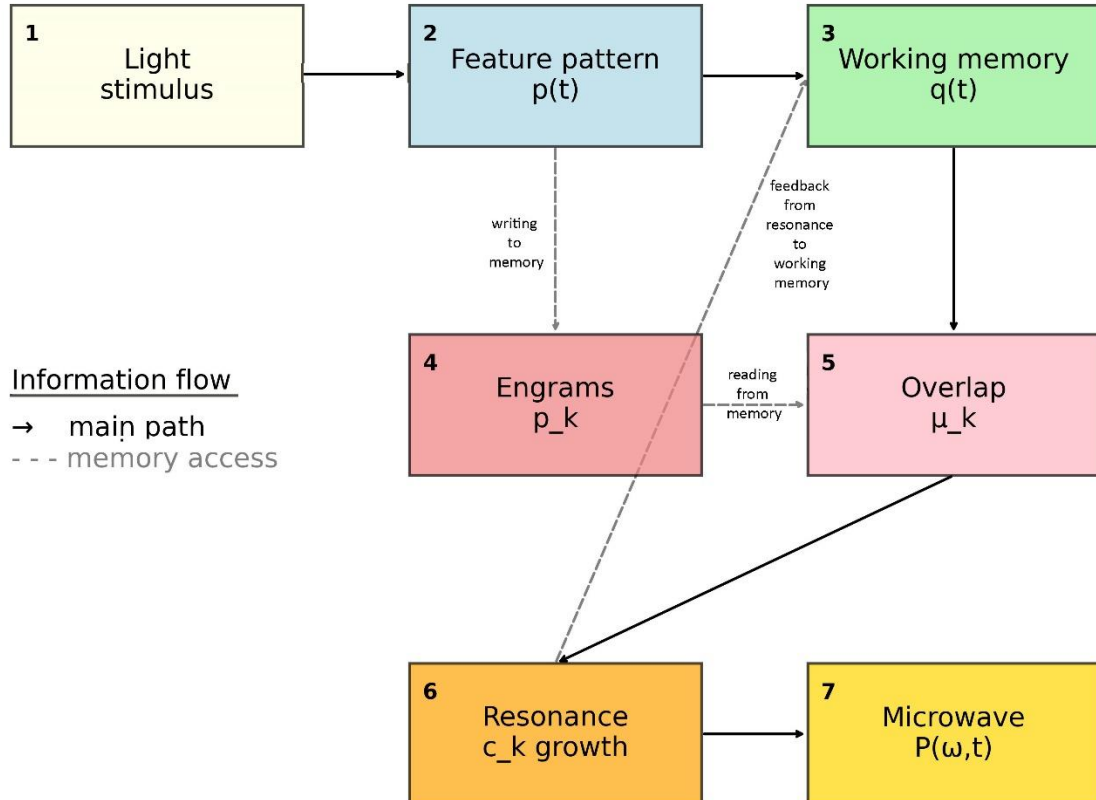 1
Light
stimulus
2
Feature pattern
p(t)
3
Working memory
q(t)
writing
to
memory
feedback
from
resonance
to
working
memory
4
Engrams
p_k
reading
from
memory
5
Overlap
μ_k
Information flow
→ main path
- - - memory access
6
Resonance
c_k growth
7
Microwave
P(ω,t)